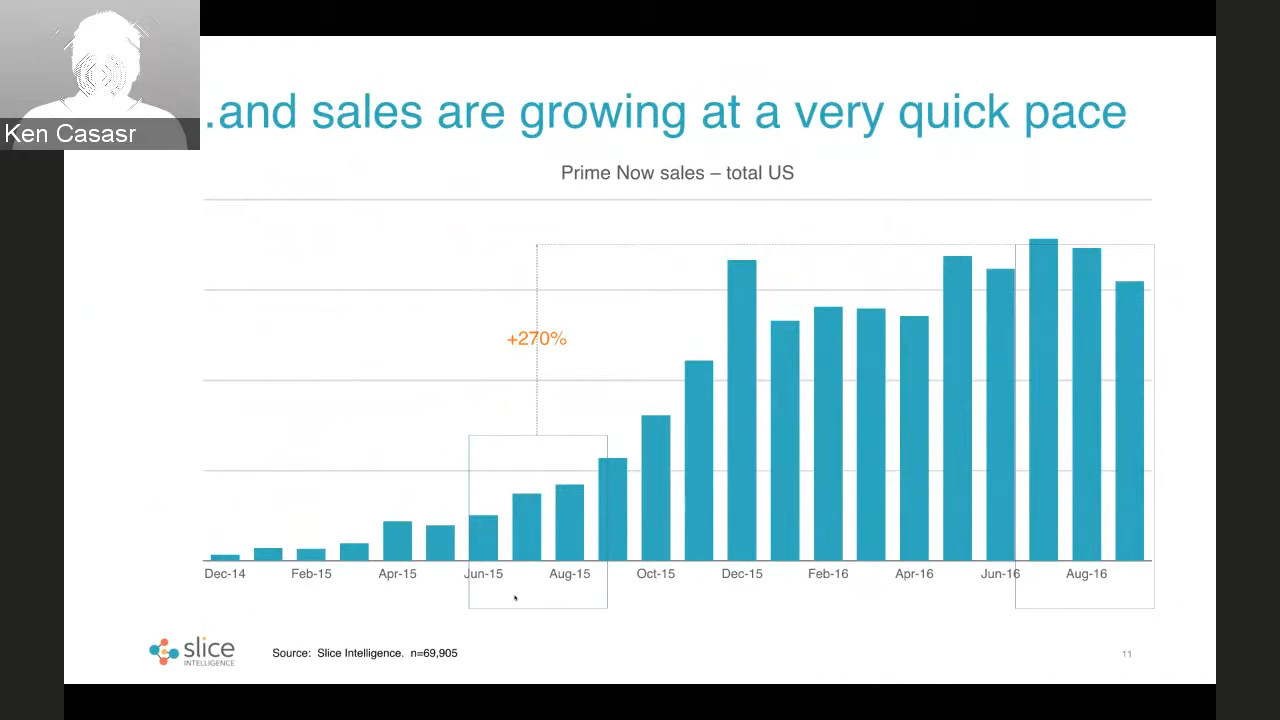 .and sales are growing at a very quick pace
Ken Casasr
Prime Now sales – total US
+270%
Dec-14 Feb-15 Apr-15 Jun-15 Aug-15 Oct-15 Dec-15 Feb-16 Apr-16 Jun-16 Aug-16
slice
INTELLIGENCE
Source: Slice Intelligence. n=69,905
11